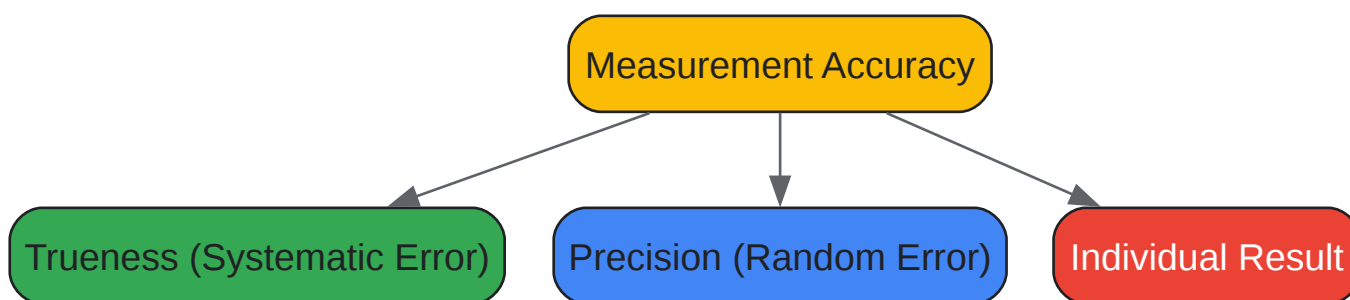 Measurement Accuracy
Trueness (Systematic Error)
Precision (Random Error)
Individual Result